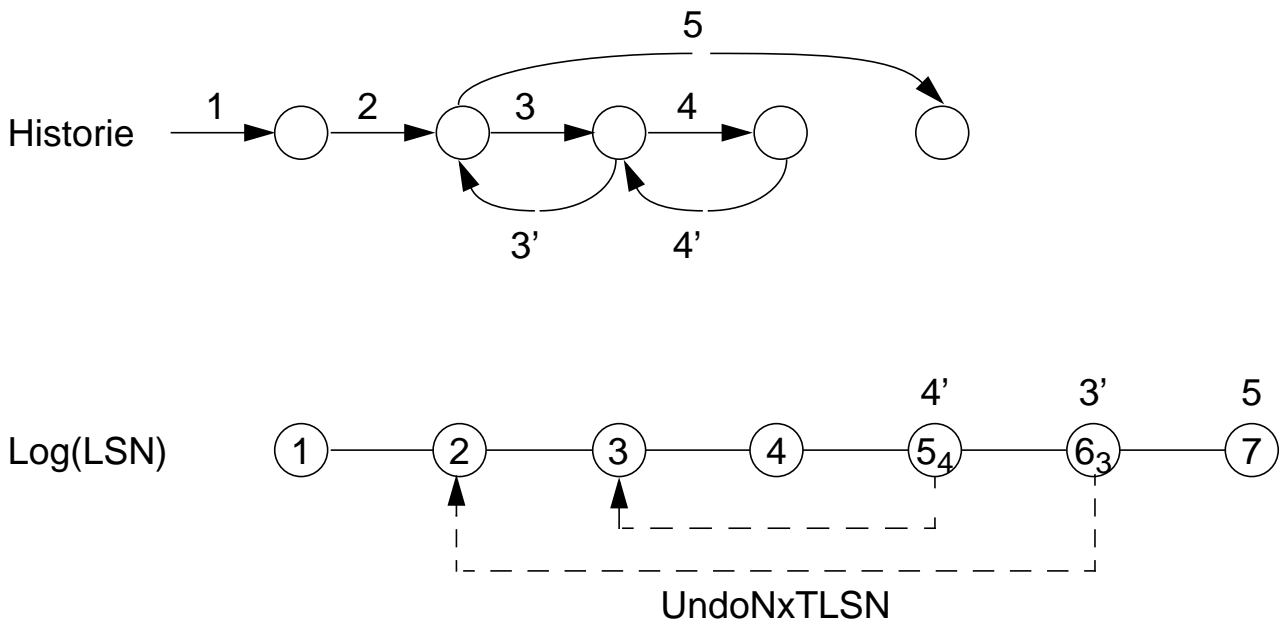 5
Historie 1 2 3 4
3’ 4’
4’ 3’ 5
Log(LSN) 1 2 3 4 5₄ 6₃ 7
UndoNxTLSN